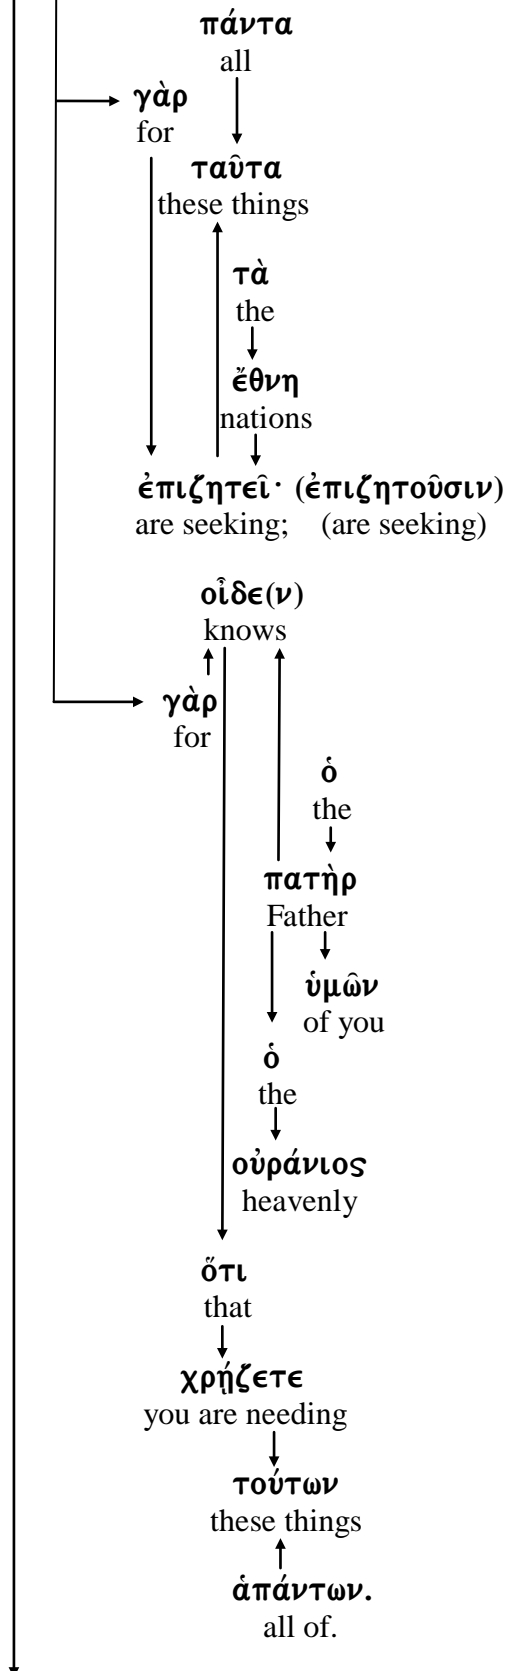 πάντα
all
γὰρ
for
ταῦτα
these things
τὰ
the
ἔθνη
nations
ἐπιζητεῖ· (ἐπιζητοῦσιν)
are seeking; (are seeking)
οἶδε(ν)
knows
γὰρ
for
ὁ
the
πατὴρ
Father
ὑμῶν
of you
ὁ
the
οὐράνιος
heavenly
ὅτι
that
χρῄζετε
you are needing
τούτων
these things
ἁπάντων.
all of.